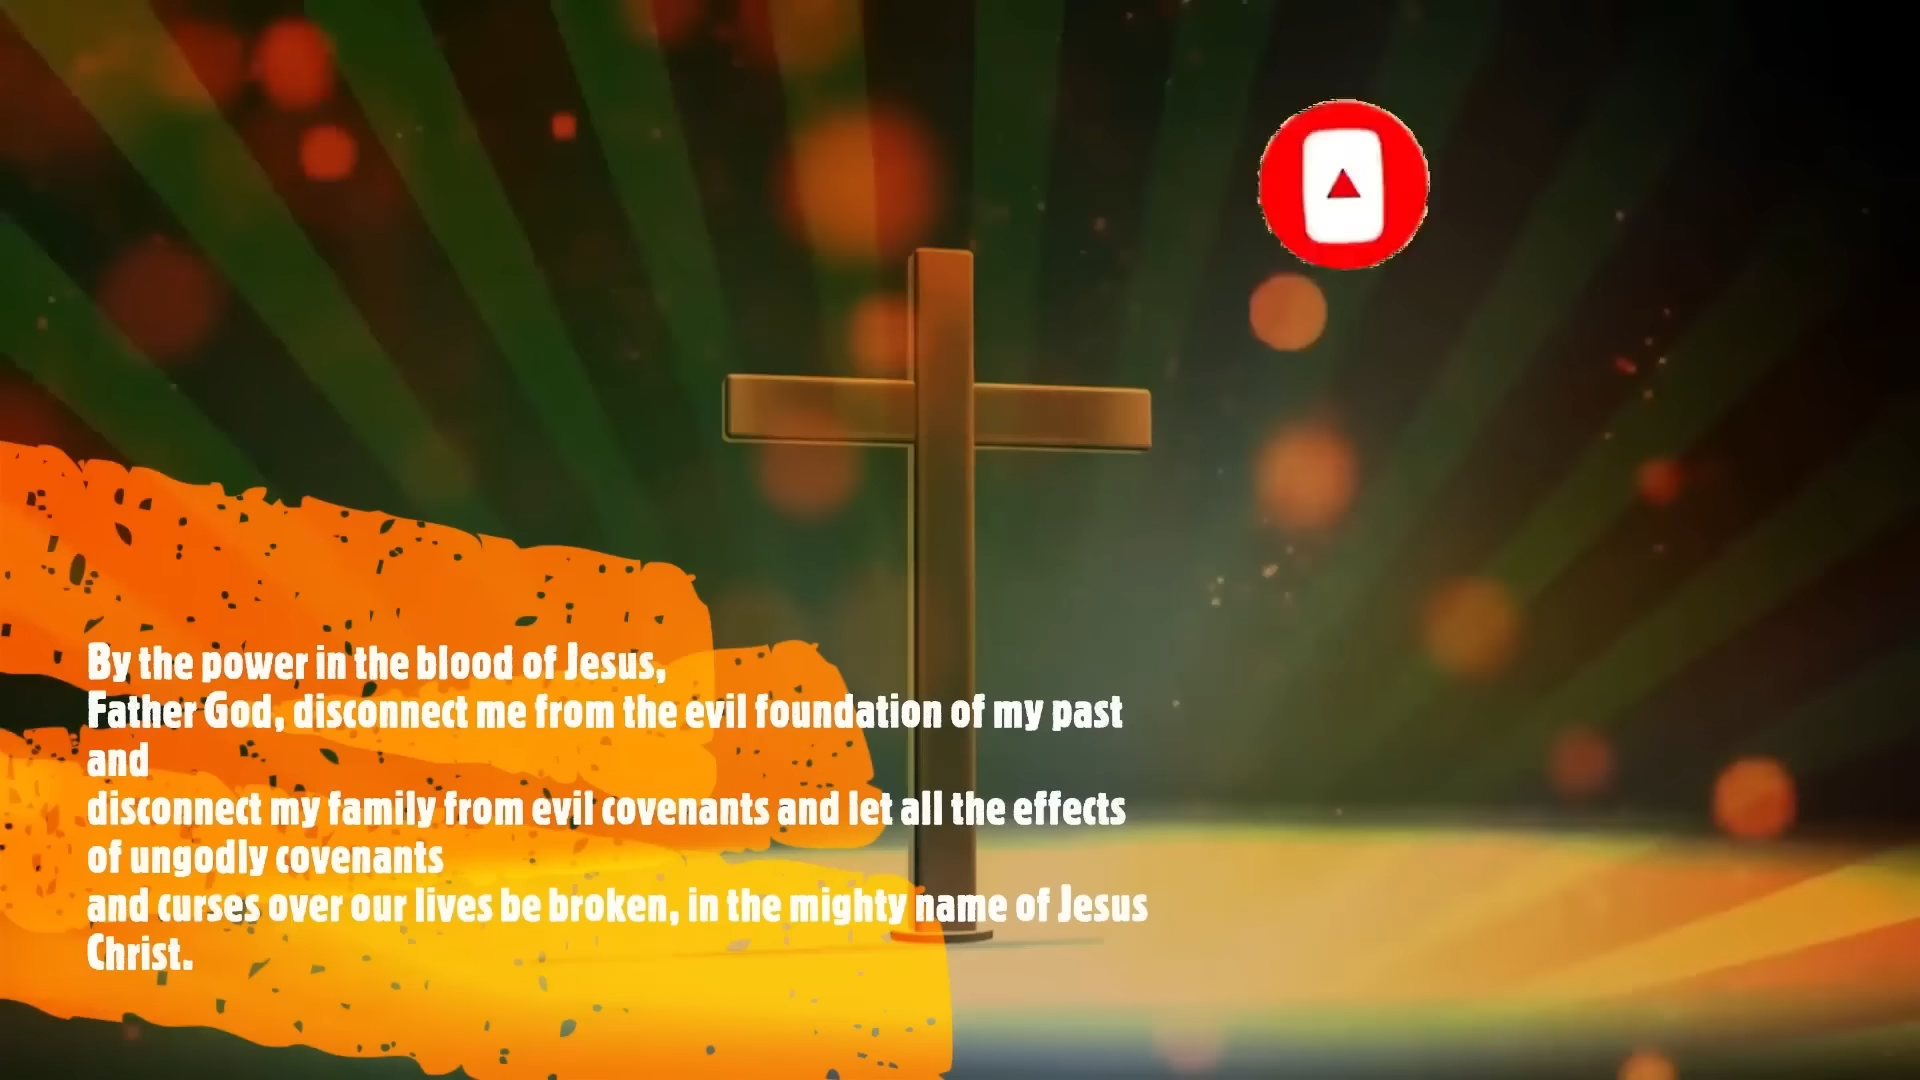 By the power in the blood of Jesus,
Father God, disconnect me from the evil foundation of my past
and
disconnect my family from evil covenants and let all the effects
of ungodly covenants
and curses over our lives be broken, in the mighty name of Jesus
Christ.